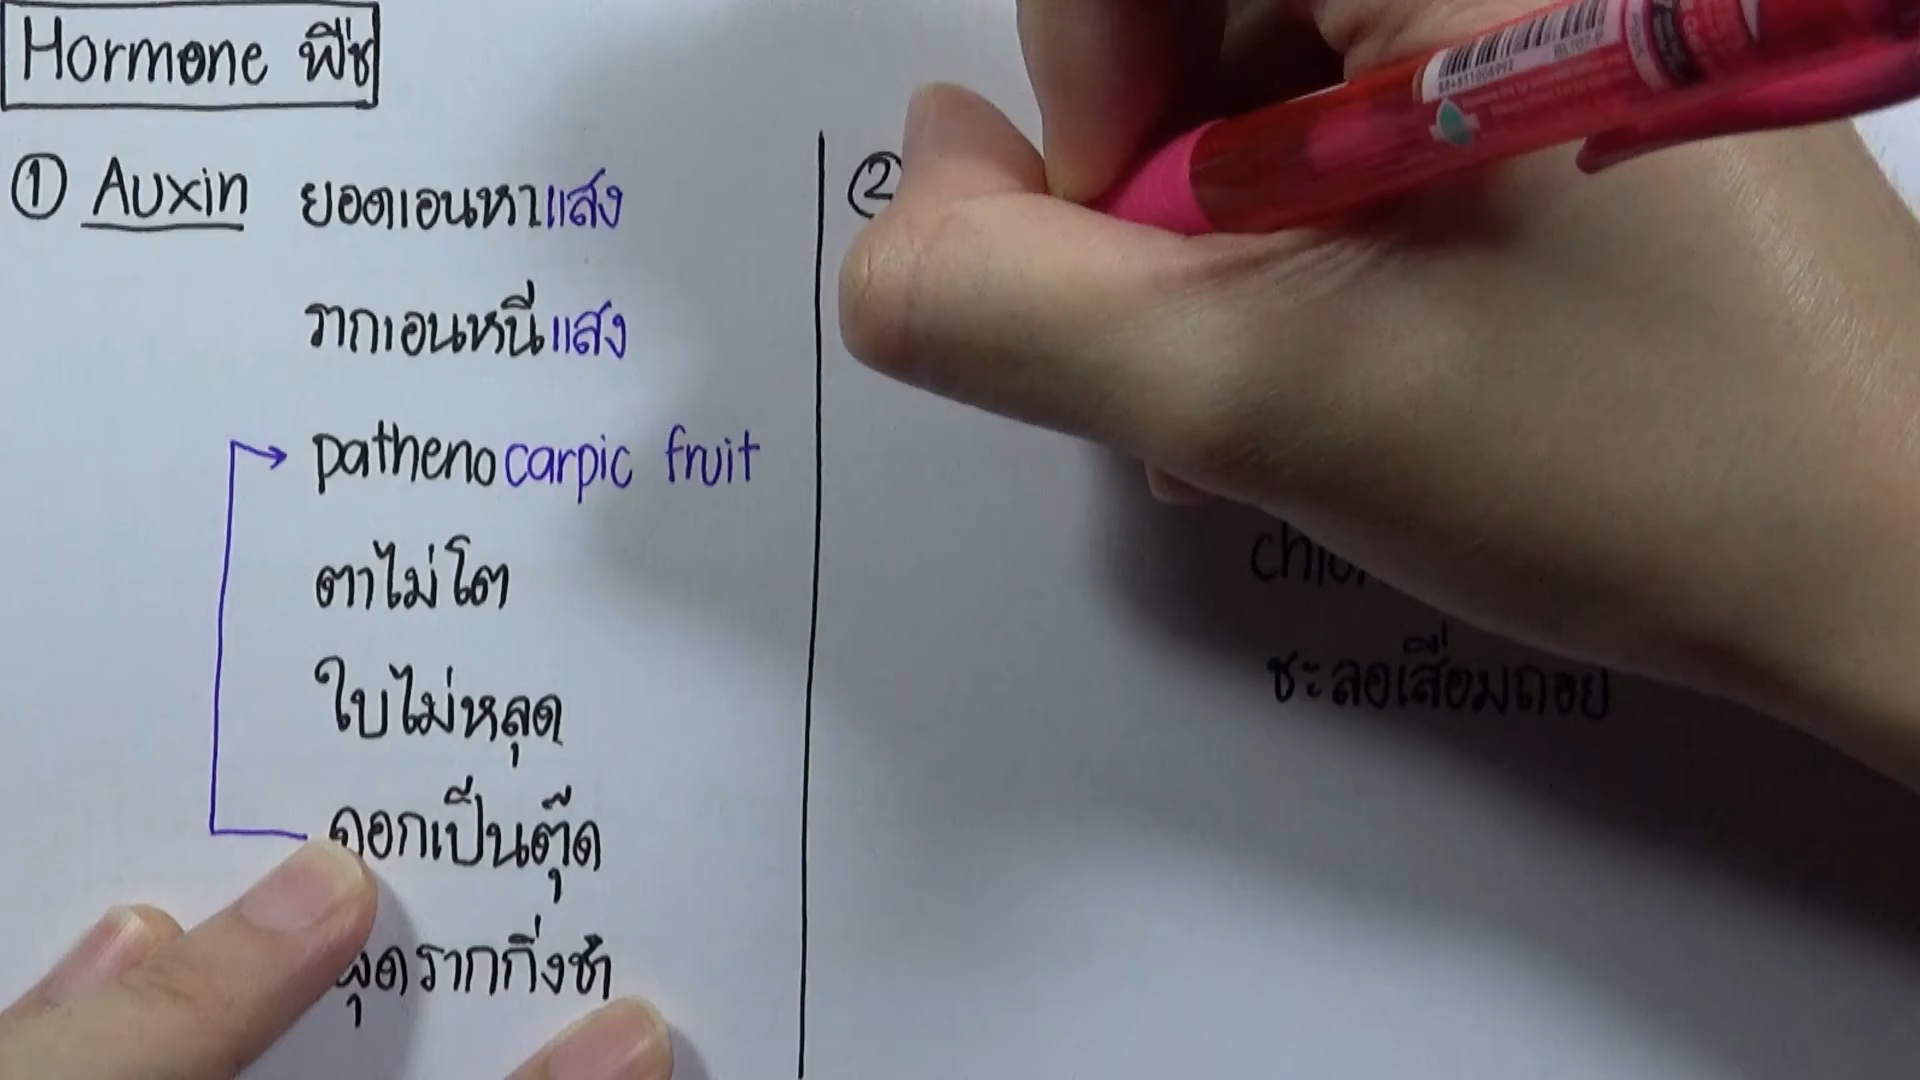 Hormone พืช
① Auxin ยอดเอนหาแสง
รากเอนหนีแสง
pathenocarpic fruit
ตาไม่โต
ใบไม่หลุด
ดอกเป็นตุ๊ด
ผุดรากกิ่งชำ
②
ชะลอเสื่อมถอย